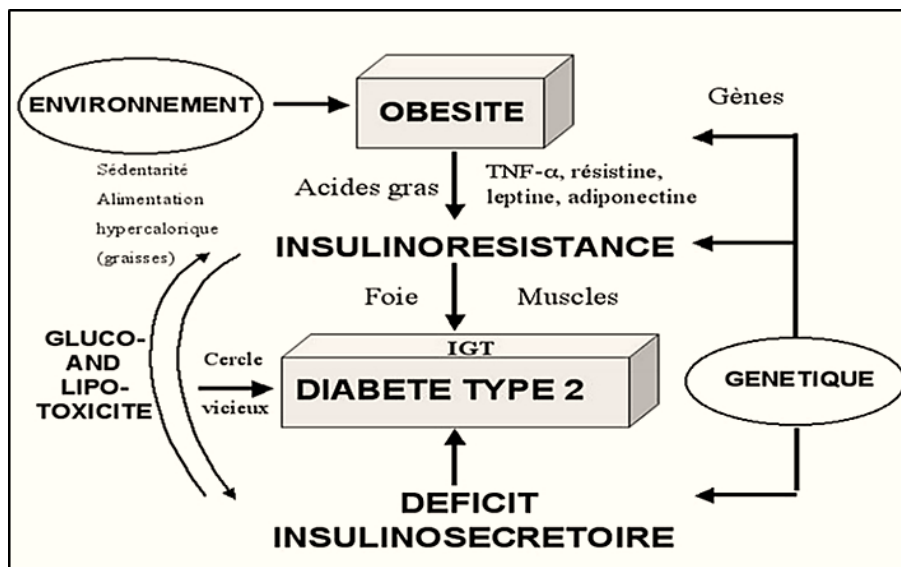 ENVIRONNEMENT
OBESITE
Gènes
Sédentarité
Alimentation
hypercalorique
(graisses)
Acides gras
TNF-α, résistine,
leptine, adiponectine
INSULINORESISTANCE
Foie
Muscles
GLUCO-
AND
LIPO-
TOXICITE
Cercle
vicieux
IGT
DIABETE TYPE 2
GENETIQUE
DEFICIT
INSULINOSECRETOIRE